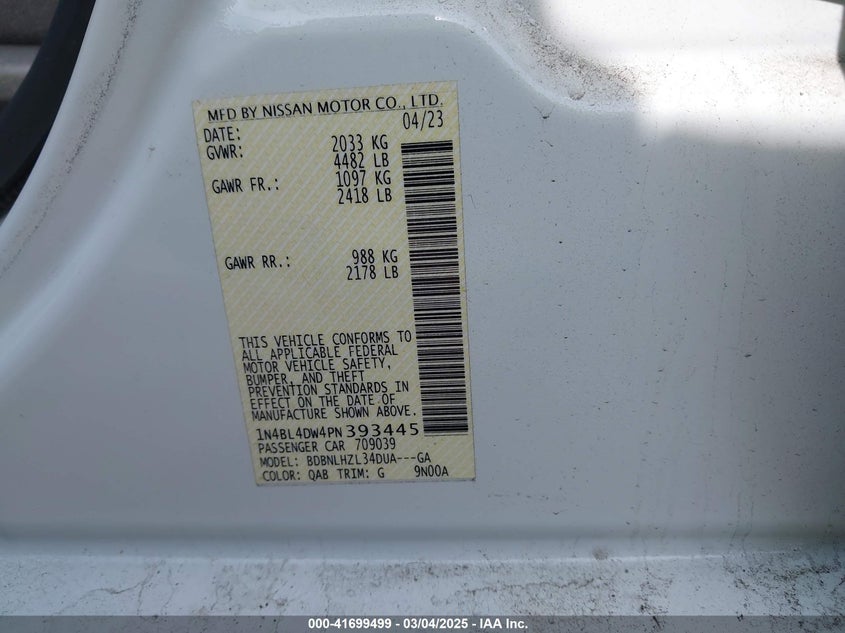 MFD BY NISSAN MOTOR CO., LTD.
DATE: 04/23
GVWR: 2033 KG
4482 LB
GAWR FR.: 1097 KG
2418 LB
GAWR RR.: 988 KG
2178 LB
THIS VEHICLE CONFORMS TO
ALL APPLICABLE FEDERAL
MOTOR VEHICLE SAFETY,
BUMPER, AND THEFT
PREVENTION STANDARDS IN
EFFECT ON THE DATE OF
MANUFACTURE SHOWN ABOVE.
1N4BL4DW4PN393445
PASSENGER CAR 709039
MODEL: BDBNLHZL34DUA---GA
COLOR: QAB TRIM: G 9N00A
000-41699499 - 03/04/2025 - IAA Inc.